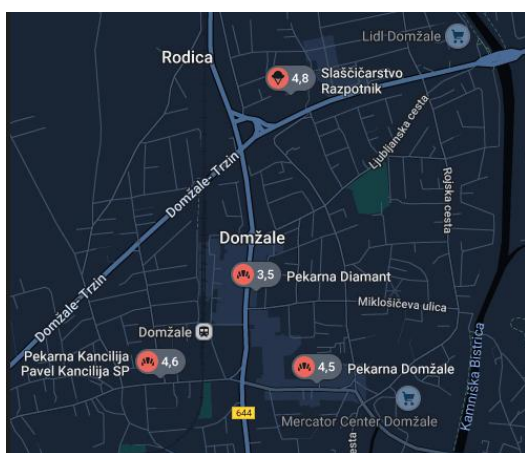 Lidl Domžale
Rodica
4,8
Slaščičarstvo
Razpotnik
Ljubljanska cesta
Domžale-Trzin
Rojska cesta
Domžale
3,5
Pekarna Diamant
Miklošičeva ulica
Domžale-Trzin
Domžale
Kamniška Bistrica
Pekarna Kancilija
Pavel Kancilija SP
4,6
4,5
Pekarna Domžale
644
Mercator Center Domžale
cesta